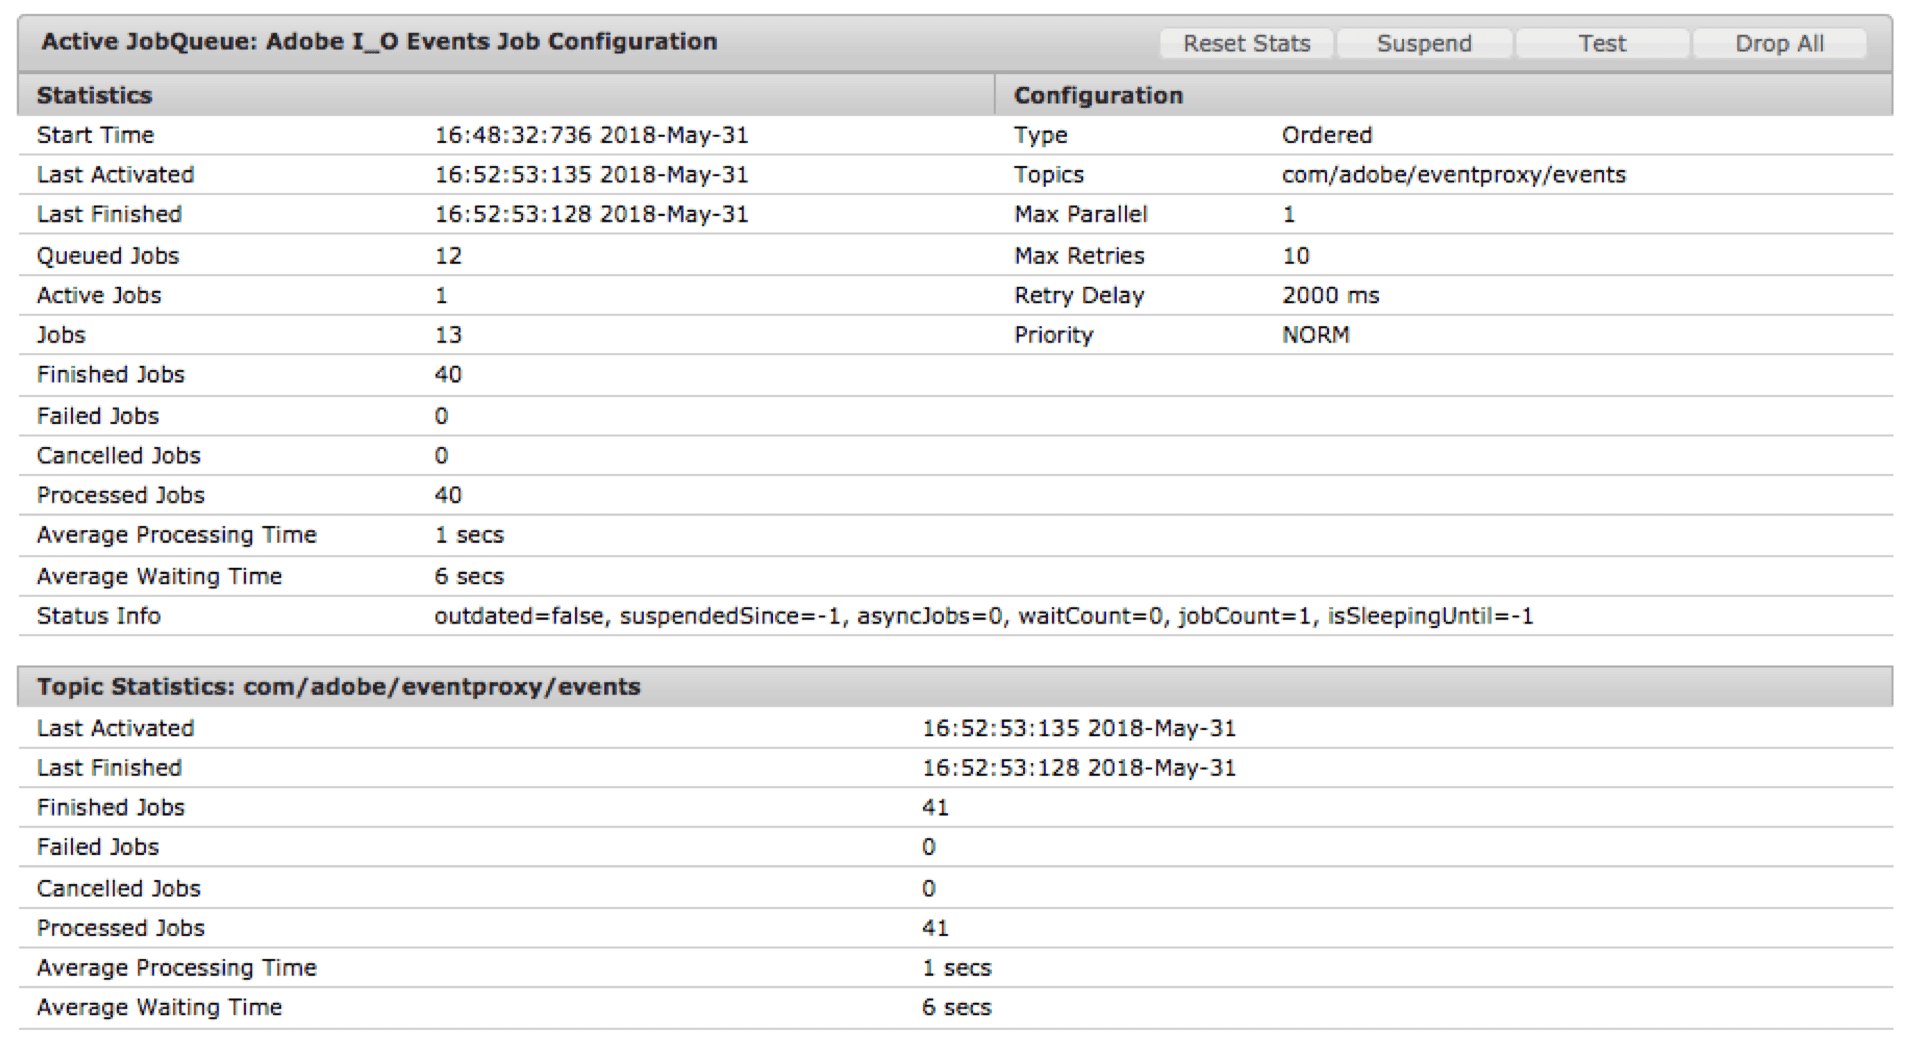 Active JobQueue: Adobe I_O Events Job Configuration Reset Stats Suspend Test Drop All
Statistics Configuration
Start Time 16:48:32:736 2018-May-31 Type Ordered
Last Activated 16:52:53:135 2018-May-31 Topics com/adobe/eventproxy/events
Last Finished 16:52:53:128 2018-May-31 Max Parallel 1
Queued Jobs 12 Max Retries 10
Active Jobs 1 Retry Delay 2000 ms
Jobs 13 Priority NORM
Finished Jobs 40
Failed Jobs 0
Cancelled Jobs 0
Processed Jobs 40
Average Processing Time 1 secs
Average Waiting Time 6 secs
Status Info outdated=false, suspendedSince=-1, asyncJobs=0, waitCount=0, jobCount=1, isSleepingUntil=-1
Topic Statistics: com/adobe/eventproxy/events
Last Activated 16:52:53:135 2018-May-31
Last Finished 16:52:53:128 2018-May-31
Finished Jobs 41
Failed Jobs 0
Cancelled Jobs 0
Processed Jobs 41
Average Processing Time 1 secs
Average Waiting Time 6 secs